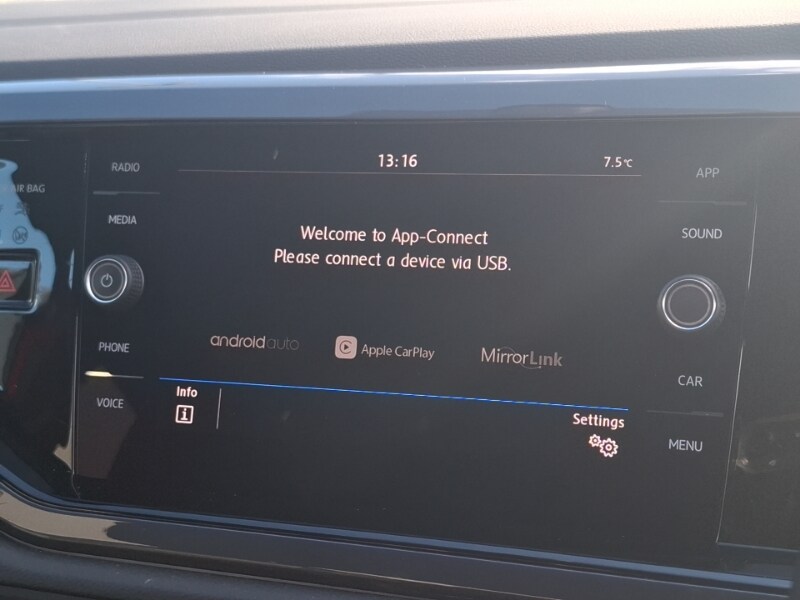 13:16
7.5°C
RADIO
MEDIA
PHONE
VOICE
AIR BAG
Welcome to App-Connect
Please connect a device via USB.
androidauto
Apple CarPlay
MirrorLink
Info
i
Settings
APP
SOUND
CAR
MENU